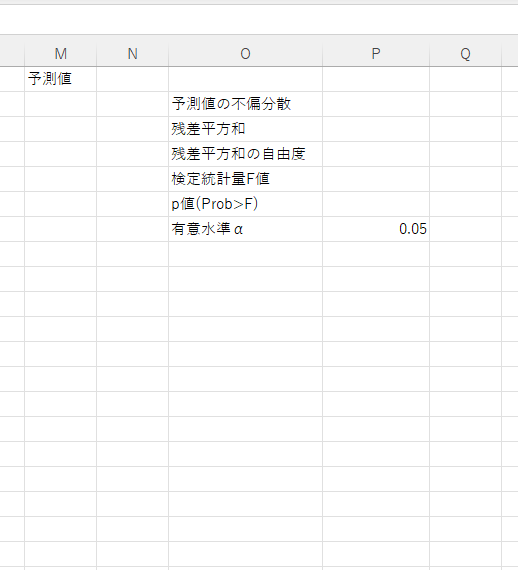 M N O P Q
予測値
予測値の不偏分散
残差平方和
残差平方和の自由度
検定統計量F値
p値(Prob>F)
有意水準α 0.05